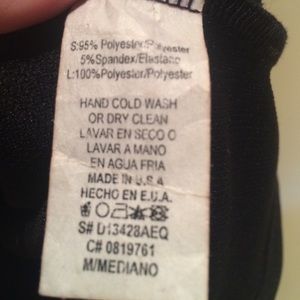 S:95% Polyester/Polyester
5%Spandex/Elastano
L:100%Polyester/Polyester
HAND COLD WASH
OR DRY CLEAN
LAVAR EN SECO O
LAVAR A MANO
EN AGUA FRIA
MADE IN U.S.A
HECHO EN E.U.A.
S# D13428AEQ
C# 0819761
M/MEDIANO